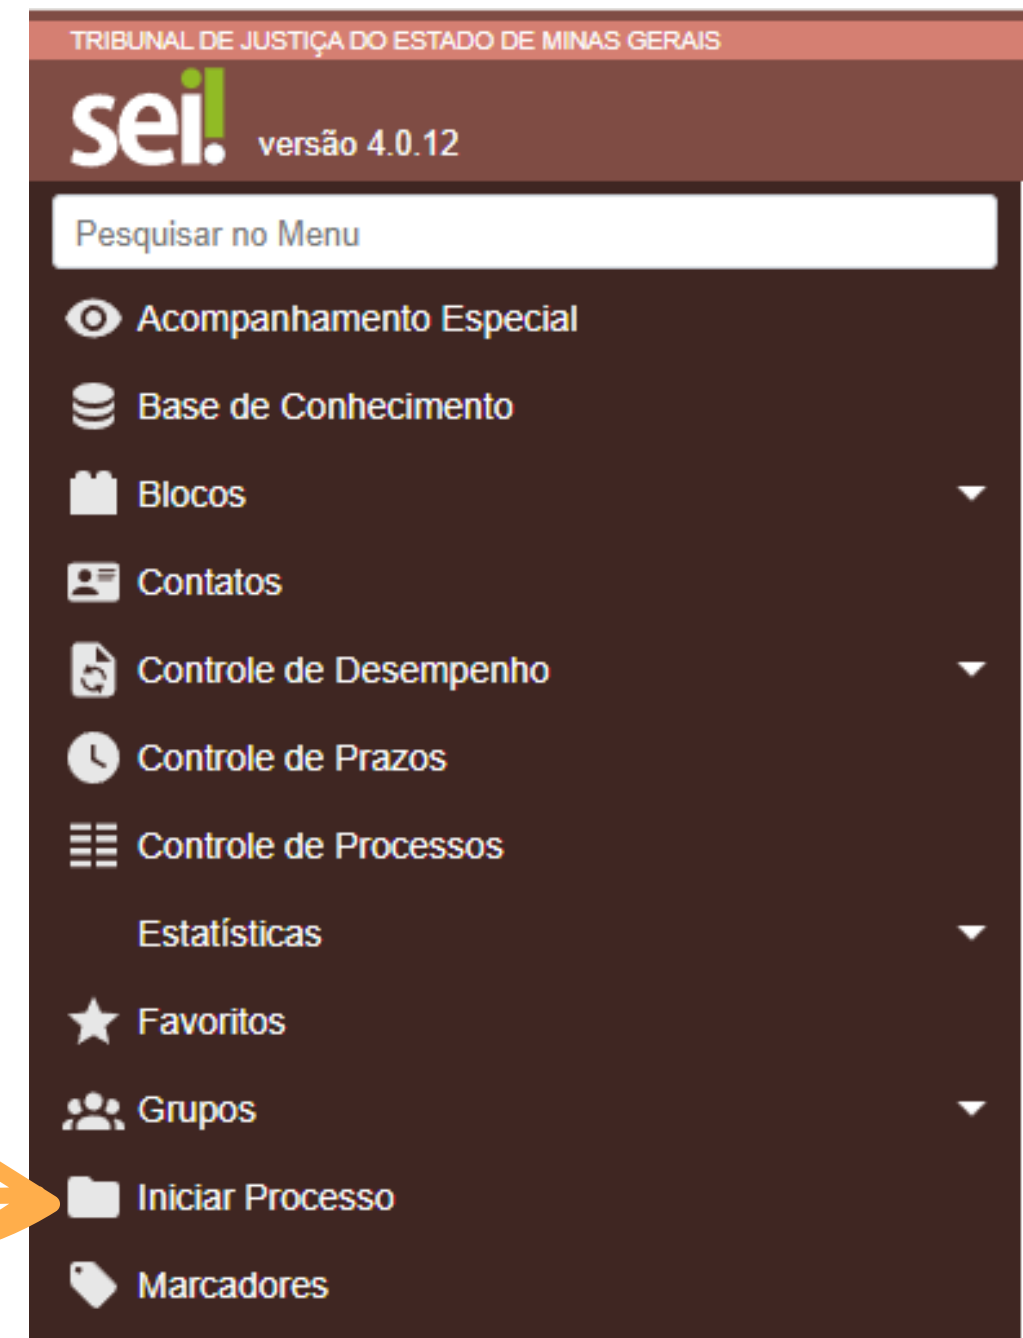 TRIBUNAL DE JUSTIÇA DO ESTADO DE MINAS GERAIS
sei! versão 4.0.12
Pesquisar no Menu
Acompanhamento Especial
Base de Conhecimento
Blocos
Contatos
Controle de Desempenho
Controle de Prazos
Controle de Processos
Estatísticas
Favoritos
Grupos
Iniciar Processo
Marcadores